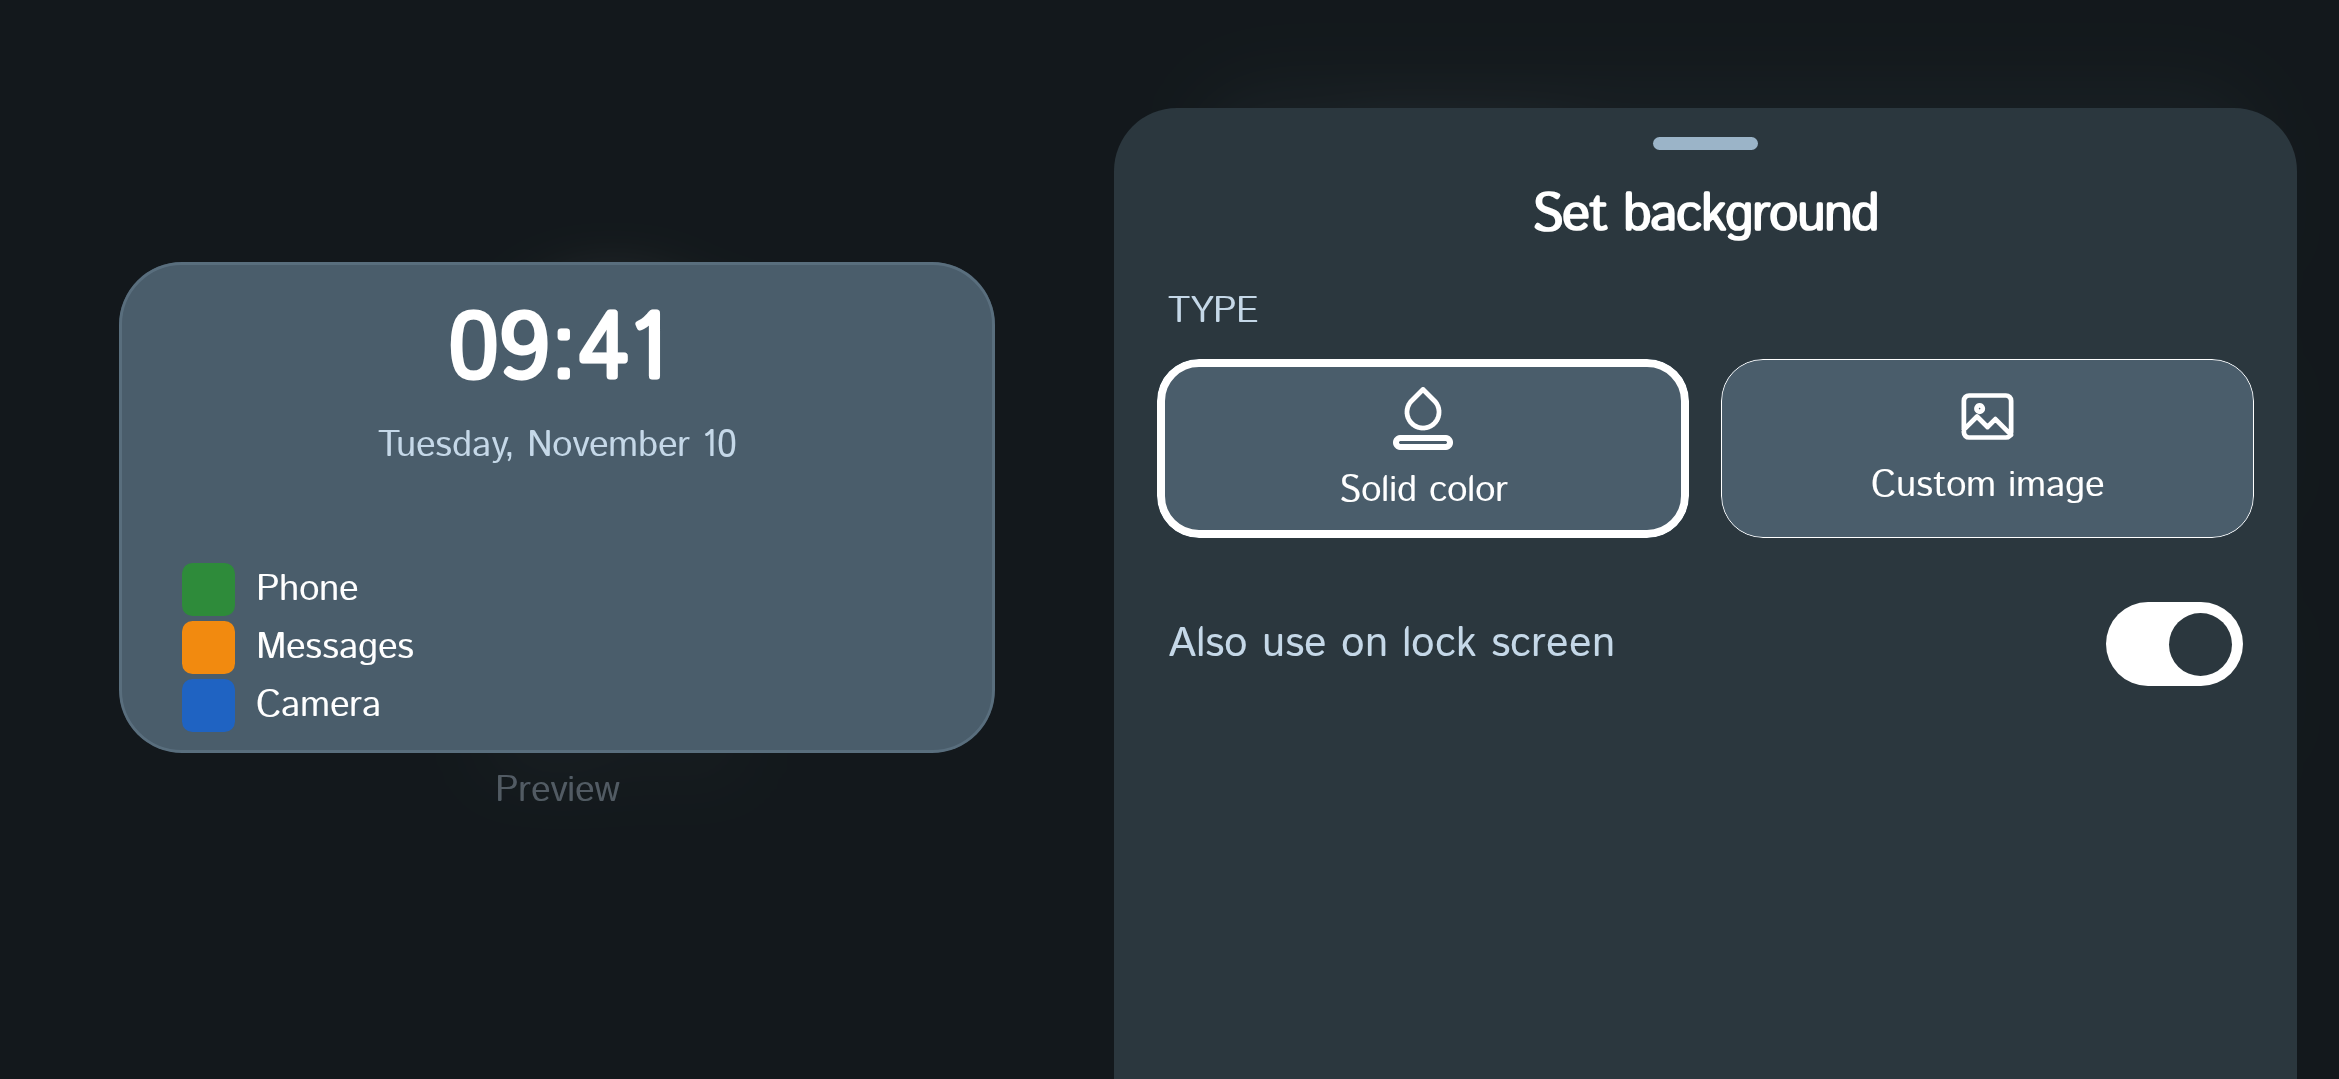 09:41
Tuesday, November 10
Phone
Messages
Camera
Preview
Set background
TYPE
Solid color
Custom image
Also use on lock screen